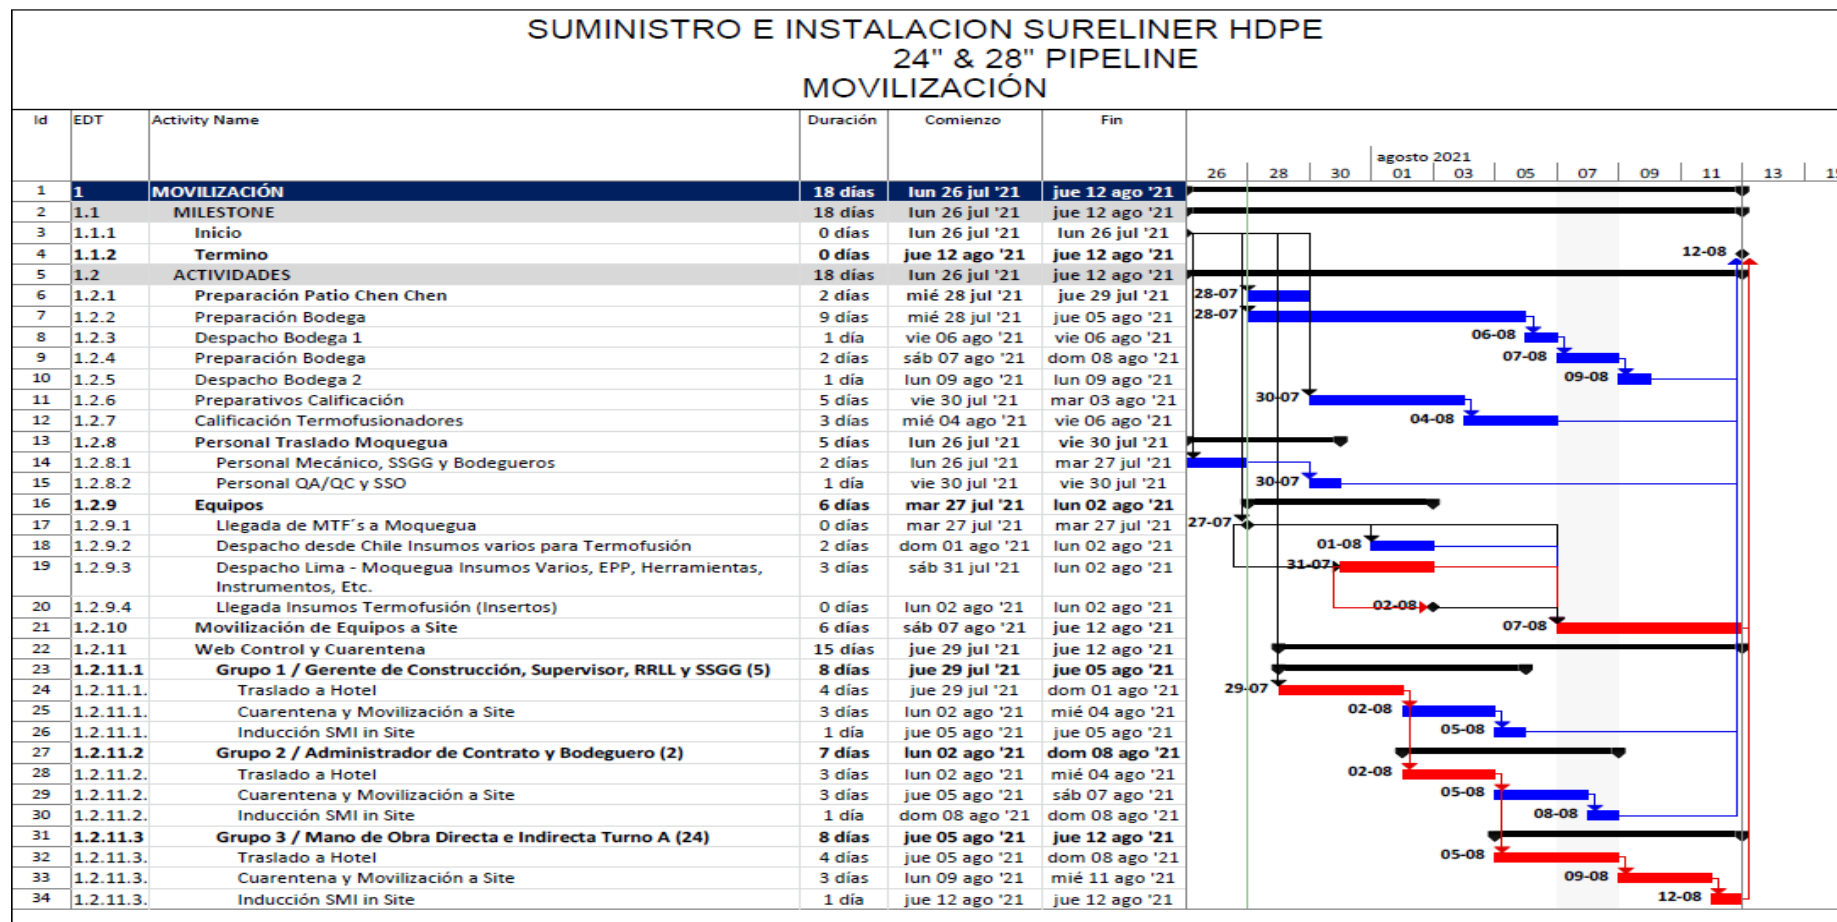 SUMINISTRO E INSTALACION SURELINER HDPE
24" & 28" PIPELINE
MOVILIZACIÓN
Id EDT Activity Name Duración Comienzo Fin
agosto 2021
26 28 30 01 03 05 07 09 11 13 15
1 1 MOVILIZACIÓN 18 días lun 26 jul '21 jue 12 ago '21
2 1.1 MILESTONE 18 días lun 26 jul '21 jue 12 ago '21
3 1.1.1 Inicio 0 días lun 26 jul '21 lun 26 jul '21
4 1.1.2 Termino 0 días jue 12 ago '21 jue 12 ago '21 12-08
5 1.2 ACTIVIDADES 18 días lun 26 jul '21 jue 12 ago '21
6 1.2.1 Preparación Patio Chen Chen 2 días mié 28 jul '21 jue 29 jul '21 28-07
7 1.2.2 Preparación Bodega 9 días mié 28 jul '21 jue 05 ago '21 28-07
8 1.2.3 Despacho Bodega 1 1 día vie 06 ago '21 vie 06 ago '21 06-08
9 1.2.4 Preparación Bodega 2 días sáb 07 ago '21 dom 08 ago '21 07-08
10 1.2.5 Despacho Bodega 2 1 día lun 09 ago '21 lun 09 ago '21 09-08
11 1.2.6 Preparativos Calificación 5 días vie 30 jul '21 mar 03 ago '21 30-07
12 1.2.7 Calificación Termofusionadores 3 días mié 04 ago '21 vie 06 ago '21 04-08
13 1.2.8 Personal Traslado Moquegua 5 días lun 26 jul '21 vie 30 jul '21
14 1.2.8.1 Personal Mecánico, SSGG y Bodegueros 2 días lun 26 jul '21 mar 27 jul '21
15 1.2.8.2 Personal QA/QC y SSO 1 día vie 30 jul '21 vie 30 jul '21 30-07
16 1.2.9 Equipos 6 días mar 27 jul '21 lun 02 ago '21
17 1.2.9.1 Llegada de MTF´s a Moquegua 0 días mar 27 jul '21 mar 27 jul '21 27-07
18 1.2.9.2 Despacho desde Chile Insumos varios para Termofusión 2 días dom 01 ago '21 lun 02 ago '21 01-08
19 1.2.9.3 Despacho Lima - Moquegua Insumos Varios, EPP, Herramientas, 3 días sáb 31 jul '21 lun 02 ago '21 31-07
Instrumentos, Etc.
20 1.2.9.4 Llegada Insumos Termofusión (Insertos) 0 días lun 02 ago '21 lun 02 ago '21 02-08
21 1.2.10 Movilización de Equipos a Site 6 días sáb 07 ago '21 jue 12 ago '21 07-08
22 1.2.11 Web Control y Cuarentena 15 días jue 29 jul '21 jue 12 ago '21
23 1.2.11.1 Grupo 1 / Gerente de Construcción, Supervisor, RRLL y SSGG (5) 8 días jue 29 jul '21 jue 05 ago '21
24 1.2.11.1. Traslado a Hotel 4 días jue 29 jul '21 dom 01 ago '21 29-07
25 1.2.11.1. Cuarentena y Movilización a Site 3 días lun 02 ago '21 mié 04 ago '21 02-08
26 1.2.11.1. Inducción SMI in Site 1 día jue 05 ago '21 jue 05 ago '21 05-08
27 1.2.11.2 Grupo 2 / Administrador de Contrato y Bodeguero (2) 7 días lun 02 ago '21 dom 08 ago '21
28 1.2.11.2. Traslado a Hotel 3 días lun 02 ago '21 mié 04 ago '21 02-08
29 1.2.11.2. Cuarentena y Movilización a Site 3 días jue 05 ago '21 sáb 07 ago '21 05-08
30 1.2.11.2. Inducción SMI in Site 1 día dom 08 ago '21 dom 08 ago '21 08-08
31 1.2.11.3 Grupo 3 / Mano de Obra Directa e Indirecta Turno A (24) 8 días jue 05 ago '21 jue 12 ago '21
32 1.2.11.3. Traslado a Hotel 4 días jue 05 ago '21 dom 08 ago '21 05-08
33 1.2.11.3. Cuarentena y Movilización a Site 3 días lun 09 ago '21 mié 11 ago '21 09-08
34 1.2.11.3. Inducción SMI in Site 1 día jue 12 ago '21 jue 12 ago '21 12-08